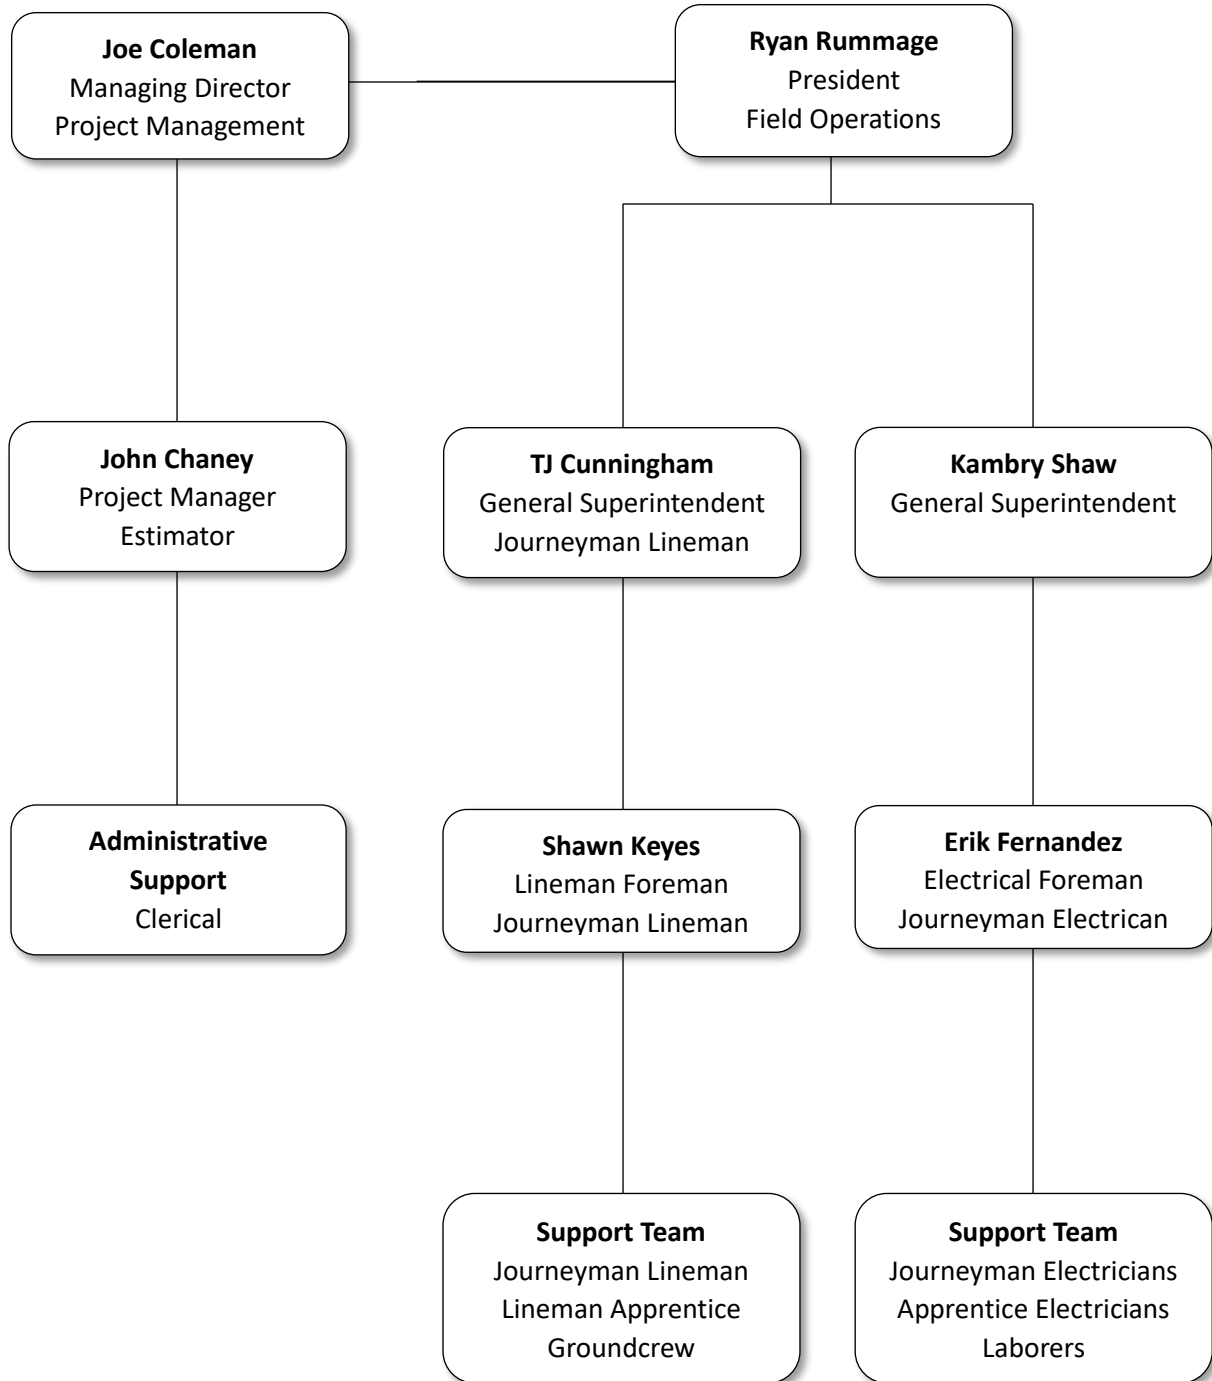 Joe Coleman
Managing Director
Project Management
Ryan Rummage
President
Field Operations
John Chaney
Project Manager
Estimator
TJ Cunningham
General Superintendent
Journeyman Lineman
Kambry Shaw
General Superintendent
Administrative
Support
Clerical
Shawn Keyes
Lineman Foreman
Journeyman Lineman
Erik Fernandez
Electrical Foreman
Journeyman Electrican
Support Team
Journeyman Lineman
Lineman Apprentice
Groundcrew
Support Team
Journeyman Electricians
Apprentice Electricians
Laborers